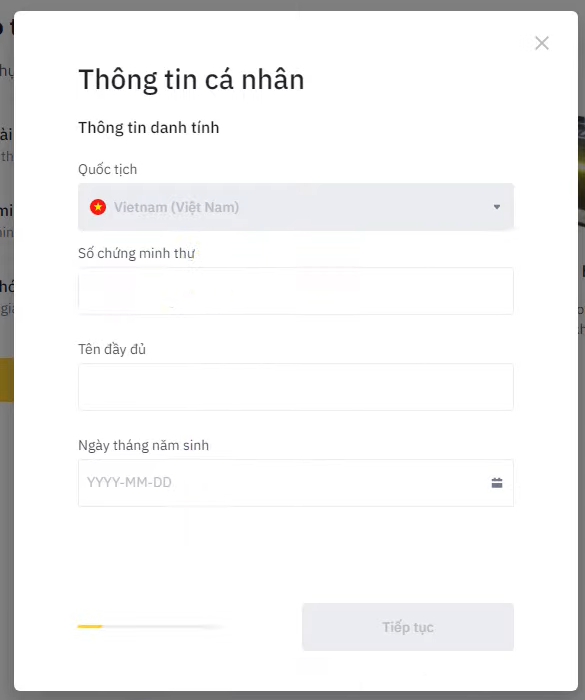 Thông tin cá nhân
Thông tin danh tính
Quốc tịch
Vietnam (Việt Nam)
Số chứng minh thư
Tên đầy đủ
Ngày tháng năm sinh
YYYY-MM-DD
Tiếp tục